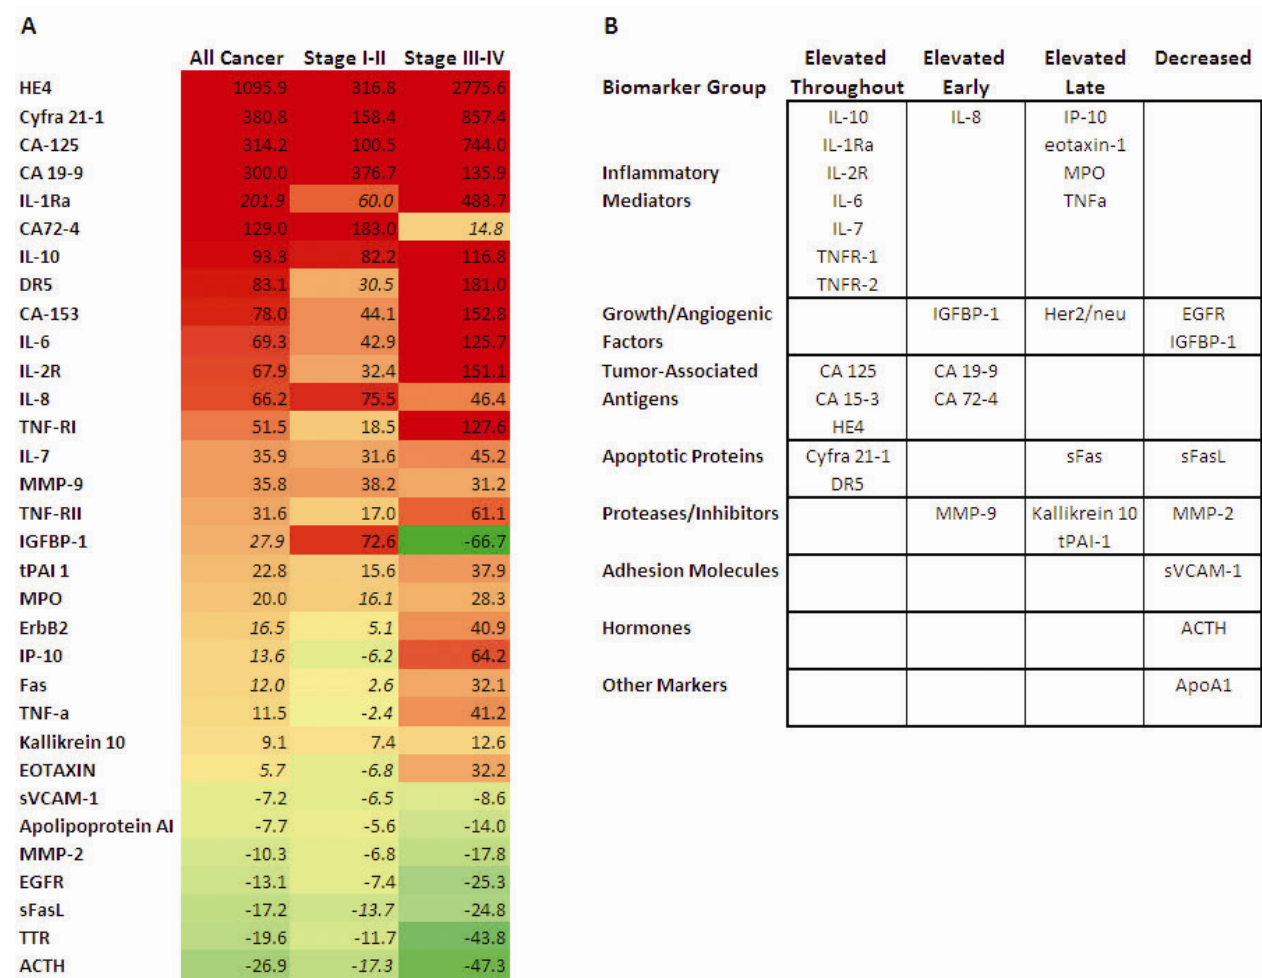 A
All Cancer Stage I-II Stage III-IV
HE4 1095.9 316.8 2775.6
Cyfra 21-1 380.8 158.4 857.4
CA-125 314.2 100.5 744.0
CA 19-9 300.0 376.7 135.9
IL-1Ra 201.9 60.0 483.7
CA72-4 129.0 183.0 14.8
IL-10 93.3 82.2 116.8
DR5 83.1 30.5 181.0
CA-153 78.0 44.1 152.8
IL-6 69.3 42.9 125.7
IL-2R 67.9 32.4 151.1
IL-8 66.2 75.5 46.4
TNF-RI 51.5 18.5 127.6
IL-7 35.9 31.6 45.2
MMP-9 35.8 38.2 31.2
TNF-RII 31.6 17.0 61.1
IGFBP-1 27.9 72.6 -66.7
tPAI 1 22.8 15.6 37.9
MPO 20.0 16.1 28.3
ErbB2 16.5 5.1 40.9
IP-10 13.6 -6.2 64.2
Fas 12.0 2.6 32.1
TNF-a 11.5 -2.4 41.2
Kallikrein 10 9.1 7.4 12.6
EOTAXIN 5.7 -6.8 32.2
sVCAM-1 -7.2 -6.5 -8.6
Apolipoprotein AI -7.7 -5.6 -14.0
MMP-2 -10.3 -6.8 -17.8
EGFR -13.1 -7.4 -25.3
sFasL -17.2 -13.7 -24.8
TTR -19.6 -11.7 -43.8
ACTH -26.9 -17.3 -47.3
B
Elevated Elevated Elevated Decreased
Biomarker Group Throughout Early Late
IL-10 IL-8 IP-10
IL-1Ra eotaxin-1
Inflammatory IL-2R MPO
Mediators IL-6 TNFa
IL-7
TNFR-1
TNFR-2
Growth/Angiogenic IGFBP-1 Her2/neu EGFR
Factors IGFBP-1
Tumor-Associated CA 125 CA 19-9
Antigens CA 15-3 CA 72-4
HE4
Apoptotic Proteins Cyfra 21-1 sFas sFasL
DR5
Proteases/Inhibitors MMP-9 Kallikrein 10 MMP-2
tPAI-1
Adhesion Molecules sVCAM-1
Hormones ACTH
Other Markers ApoA1